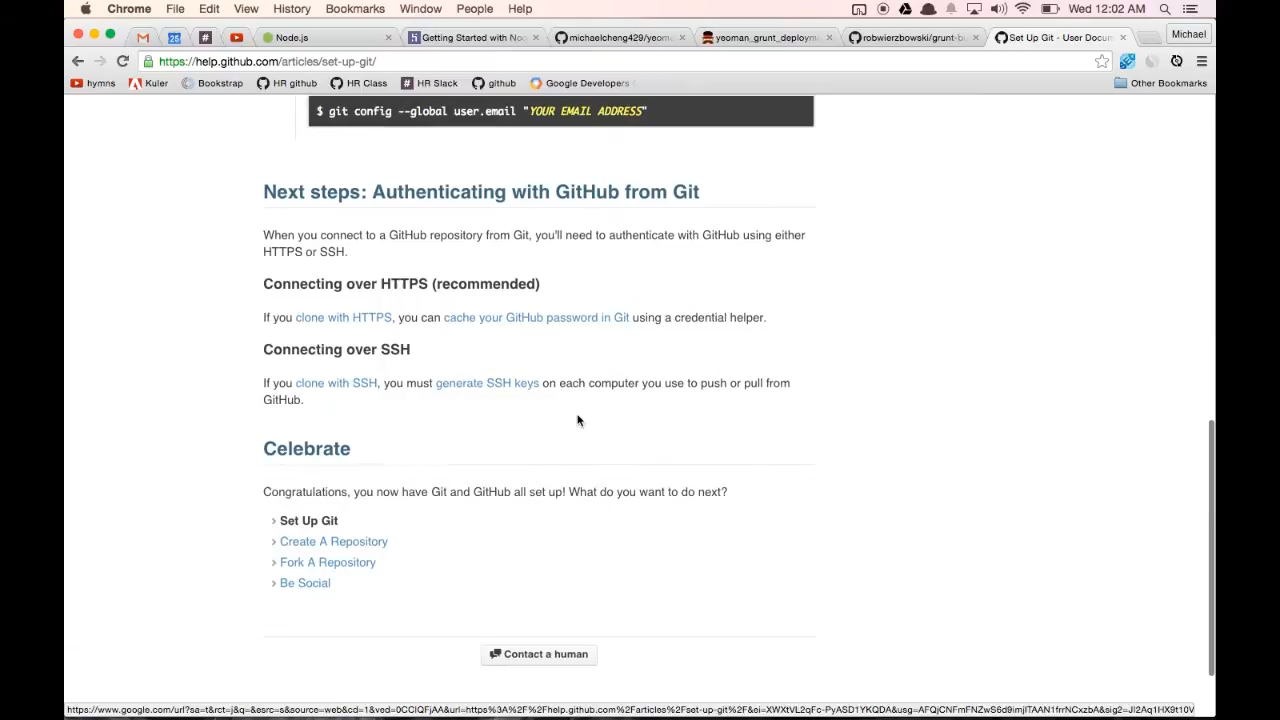 Chrome File Edit View History Bookmarks Window People Help Wed 12:02 AM
25 # Node.js Getting Started with Noc michaelcheng429/yeom yeoman_grunt_deploym robwierzbowski/grunt-bu Set Up Git - User Docum Michael
https://help.github.com/articles/set-up-git/
hymns Kuler Bootstrap HR github HR Class # HR Slack github Google Developers Other Bookmarks
$ git config --global user.email "YOUR EMAIL ADDRESS"
Next steps: Authenticating with GitHub from Git
When you connect to a GitHub repository from Git, you'll need to authenticate with GitHub using either
HTTPS or SSH.
Connecting over HTTPS (recommended)
If you clone with HTTPS, you can cache your GitHub password in Git using a credential helper.
Connecting over SSH
If you clone with SSH, you must generate SSH keys on each computer you use to push or pull from
GitHub.
Celebrate
Congratulations, you now have Git and GitHub all set up! What do you want to do next?
› Set Up Git
› Create A Repository
› Fork A Repository
› Be Social
Contact a human